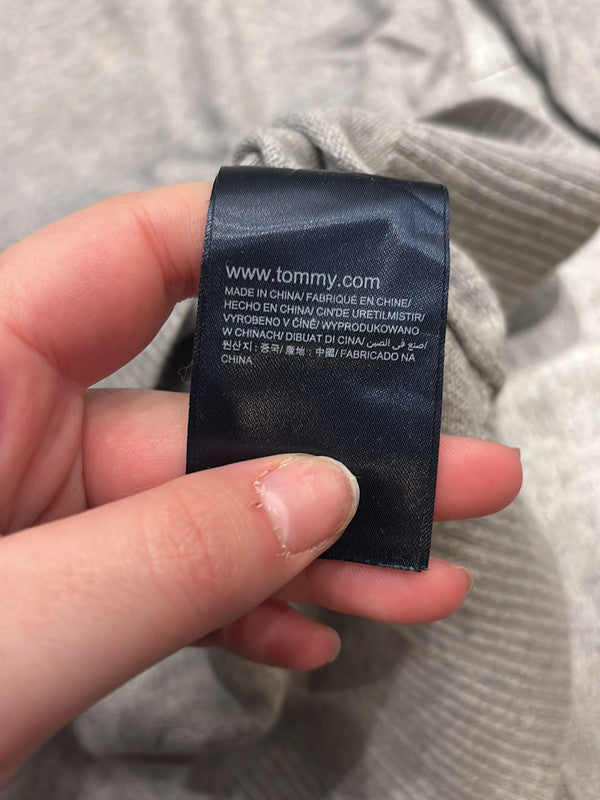 www.tommy.com
MADE IN CHINA/ FABRIQUÉ EN CHINE/
HECHO EN CHINA/ CIN'DE URETILMISTIR/
VYROBENO V ČÍNĚ/ WYPRODUKOWANO
W CHINACH/ DIBUAT DI CINA/ صنع في الصين/
원산지 : 중국/ 產地 : 中國/ FABRICADO NA
CHINA